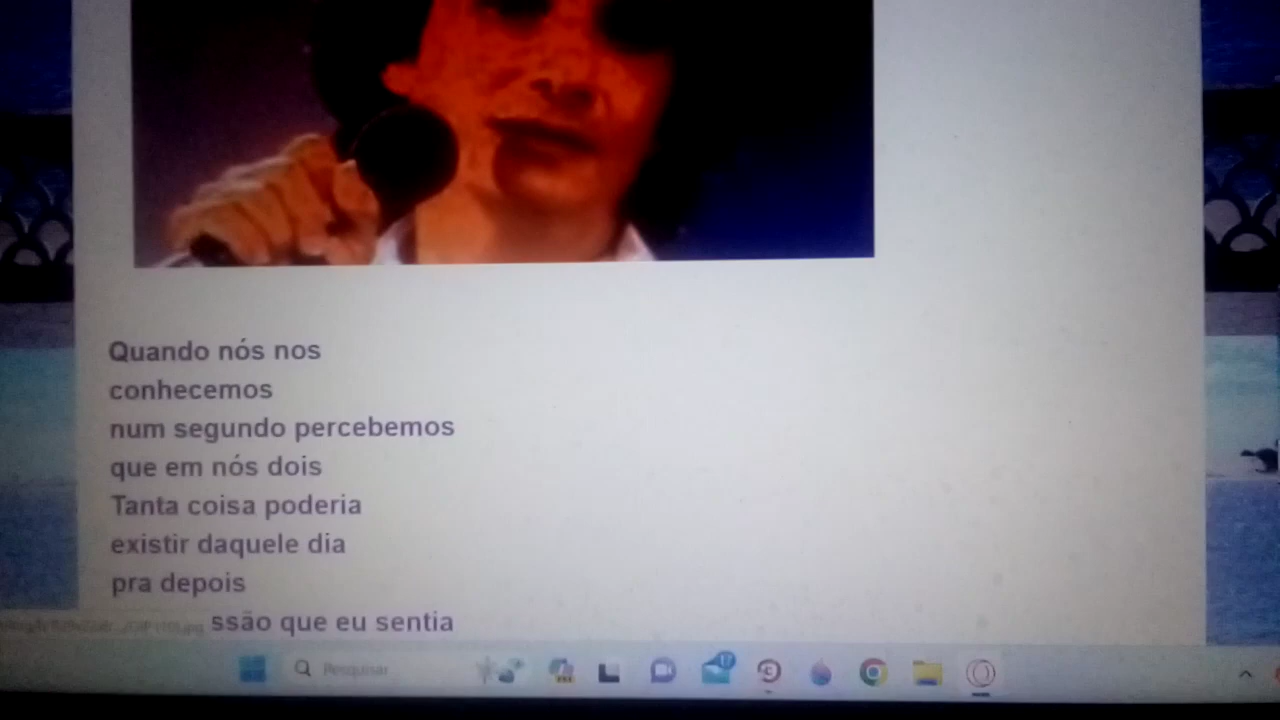 Quando nós nos
conhecemos
num segundo percebemos
que em nós dois
Tanta coisa poderia
existir daquele dia
pra depois
ssão que eu sentia
Pesquisar